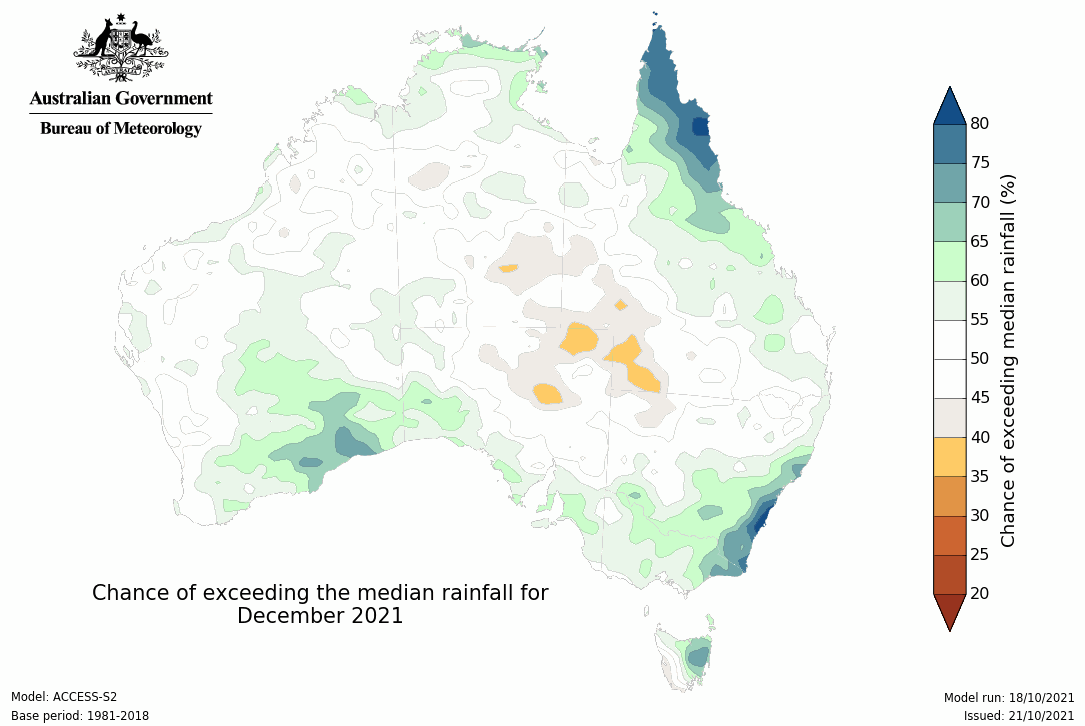 Australian Government
Bureau of Meteorology
80
75
70
65
60
55
50
45
40
35
30
25
20
Chance of exceeding median rainfall (%)
Chance of exceeding the median rainfall for
December 2021
Model: ACCESS-S2
Base period: 1981-2018
Model run: 18/10/2021
Issued: 21/10/2021